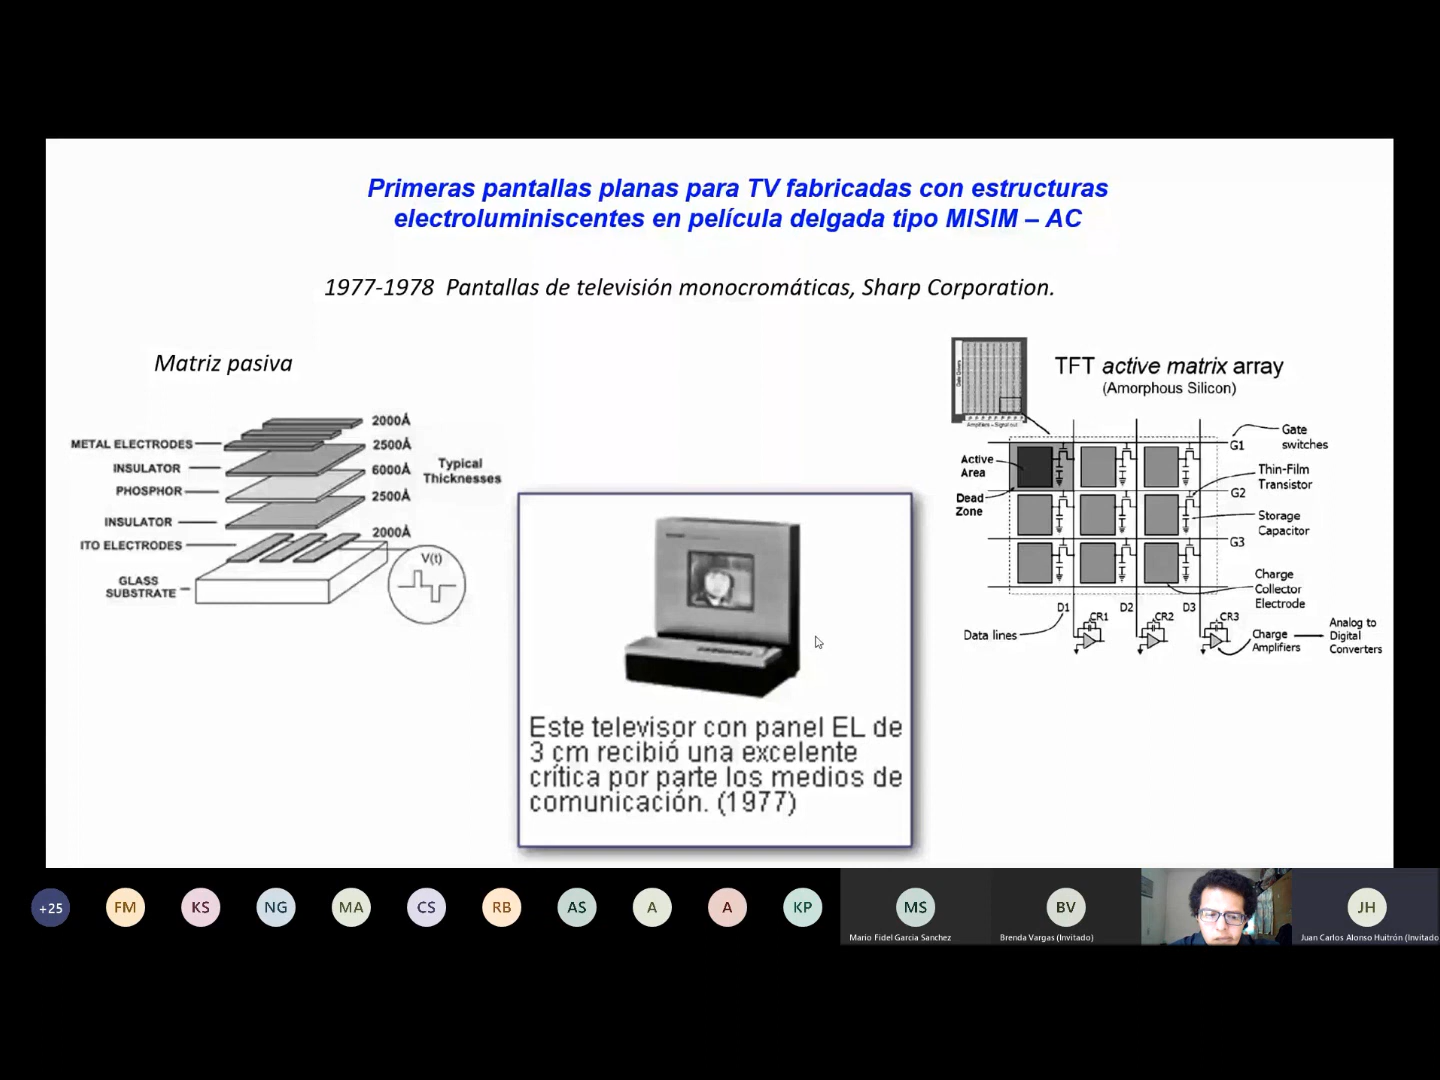 Primeras pantallas planas para TV fabricadas con estructuras
electroluminiscentes en película delgada tipo MISIM – AC
1977-1978 Pantallas de televisión monocromáticas, Sharp Corporation.
Matriz pasiva
2000Å
METAL ELECTRODES
2500Å
INSULATOR
6000Å
Typical
Thicknesses
PHOSPHOR
2500Å
INSULATOR
2000Å
ITO ELECTRODES
V(t)
GLASS
SUBSTRATE
Este televisor con panel EL de
3 cm recibió una excelente
crítica por parte los medios de
comunicación. (1977)
TFT active matrix array
(Amorphous Silicon)
Amplifiers – Signal out
Gate
switches
G1
Active
Area
Thin-Film
Transistor
G2
Dead
Zone
Storage
Capacitor
G3
Charge
Collector
Electrode
D1
D2
D3
CR1
CR2
CR3
Data lines
Charge
Amplifiers
Analog to
Digital
Converters
+25
FM
KS
NG
MA
CS
RB
AS
A
A
KP
MS
BV
JH
Mario Fidel Garcia Sanchez
Brenda Vargas (Invitado)
Juan Carlos Alonso Huitrón (Invitado